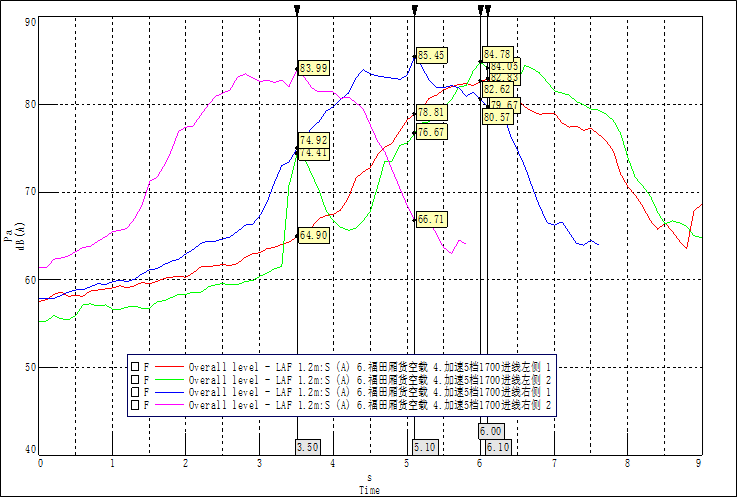 90
83.99
85.45
84.78
84.05
82.83
82.62
80
79.67
80.57
78.81
76.67
74.92
74.41
70
66.71
Pa
dB(A)
64.90
60
50
F Overall level - LAF 1.2m:S (A) 6.福田厢货空载 4.加速5档1700进线左侧 1
F Overall level - LAF 1.2m:S (A) 6.福田厢货空载 4.加速5档1700进线左侧 2
F Overall level - LAF 1.2m:S (A) 6.福田厢货空载 4.加速5档1700进线右侧 1
F Overall level - LAF 1.2m:S (A) 6.福田厢货空载 4.加速5档1700进线右侧 2
6.00
40
3.50
5.10
6.10
0 1 2 3 4 5 6 7 8 9
s
Time